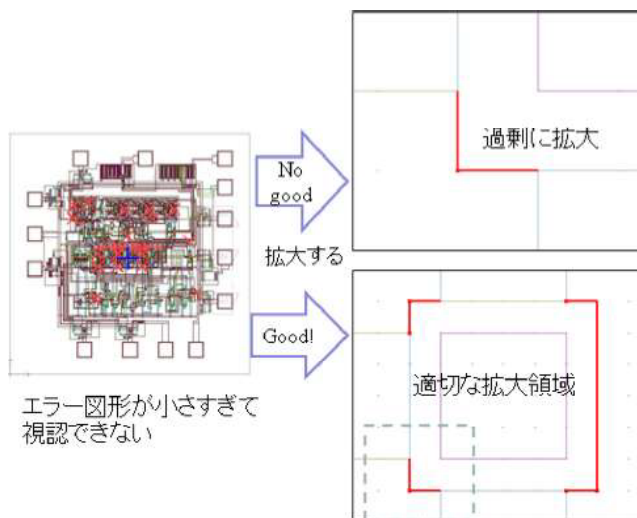 過剰に拡大
No
good
拡大する
Good!
適切な拡大領域
エラー図形が小さすぎて
視認できない